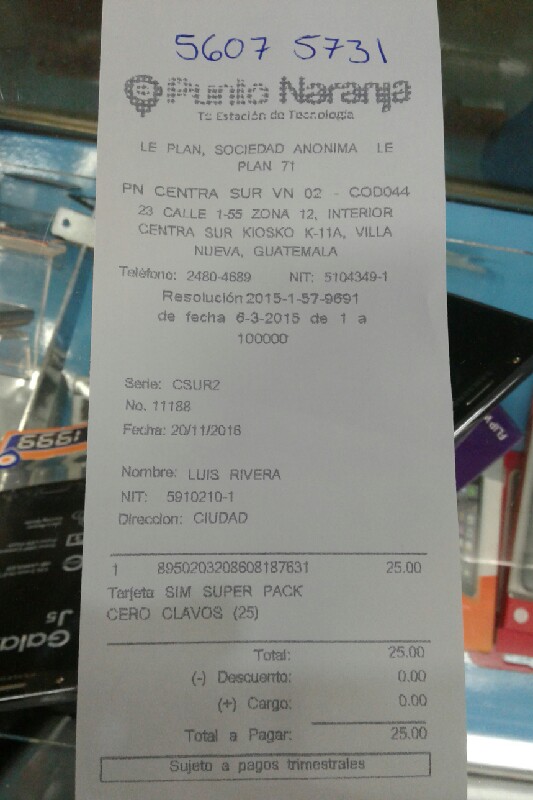 5607 5731
Punto Naranja
Tu Estación de Tecnología
LE PLAN, SOCIEDAD ANONIMA LE
PLAN 71
PN CENTRA SUR VN 02 - COD044
23 CALLE 1-55 ZONA 12, INTERIOR
CENTRA SUR KIOSKO K-11A, VILLA
NUEVA, GUATEMALA
Teléfono: 2480-4689 NIT: 5104349-1
Resolución 2015-1-57-9691
de fecha 6-3-2015 de 1 a
100000
Serie: CSUR2
No. 11188
Fecha: 20/11/2016
Nombre: LUIS RIVERA
NIT: 5910210-1
Direccion: CIUDAD
1 8950203208608187631 25.00
Tarjeta SIM SUPER PACK
CERO CLAVOS (25)
Total: 25.00
(-) Descuento: 0.00
(+) Cargo: 0.00
Total a Pagar: 25.00
Sujeto a pagos trimestrales
1999
FLIP
Gala
J5